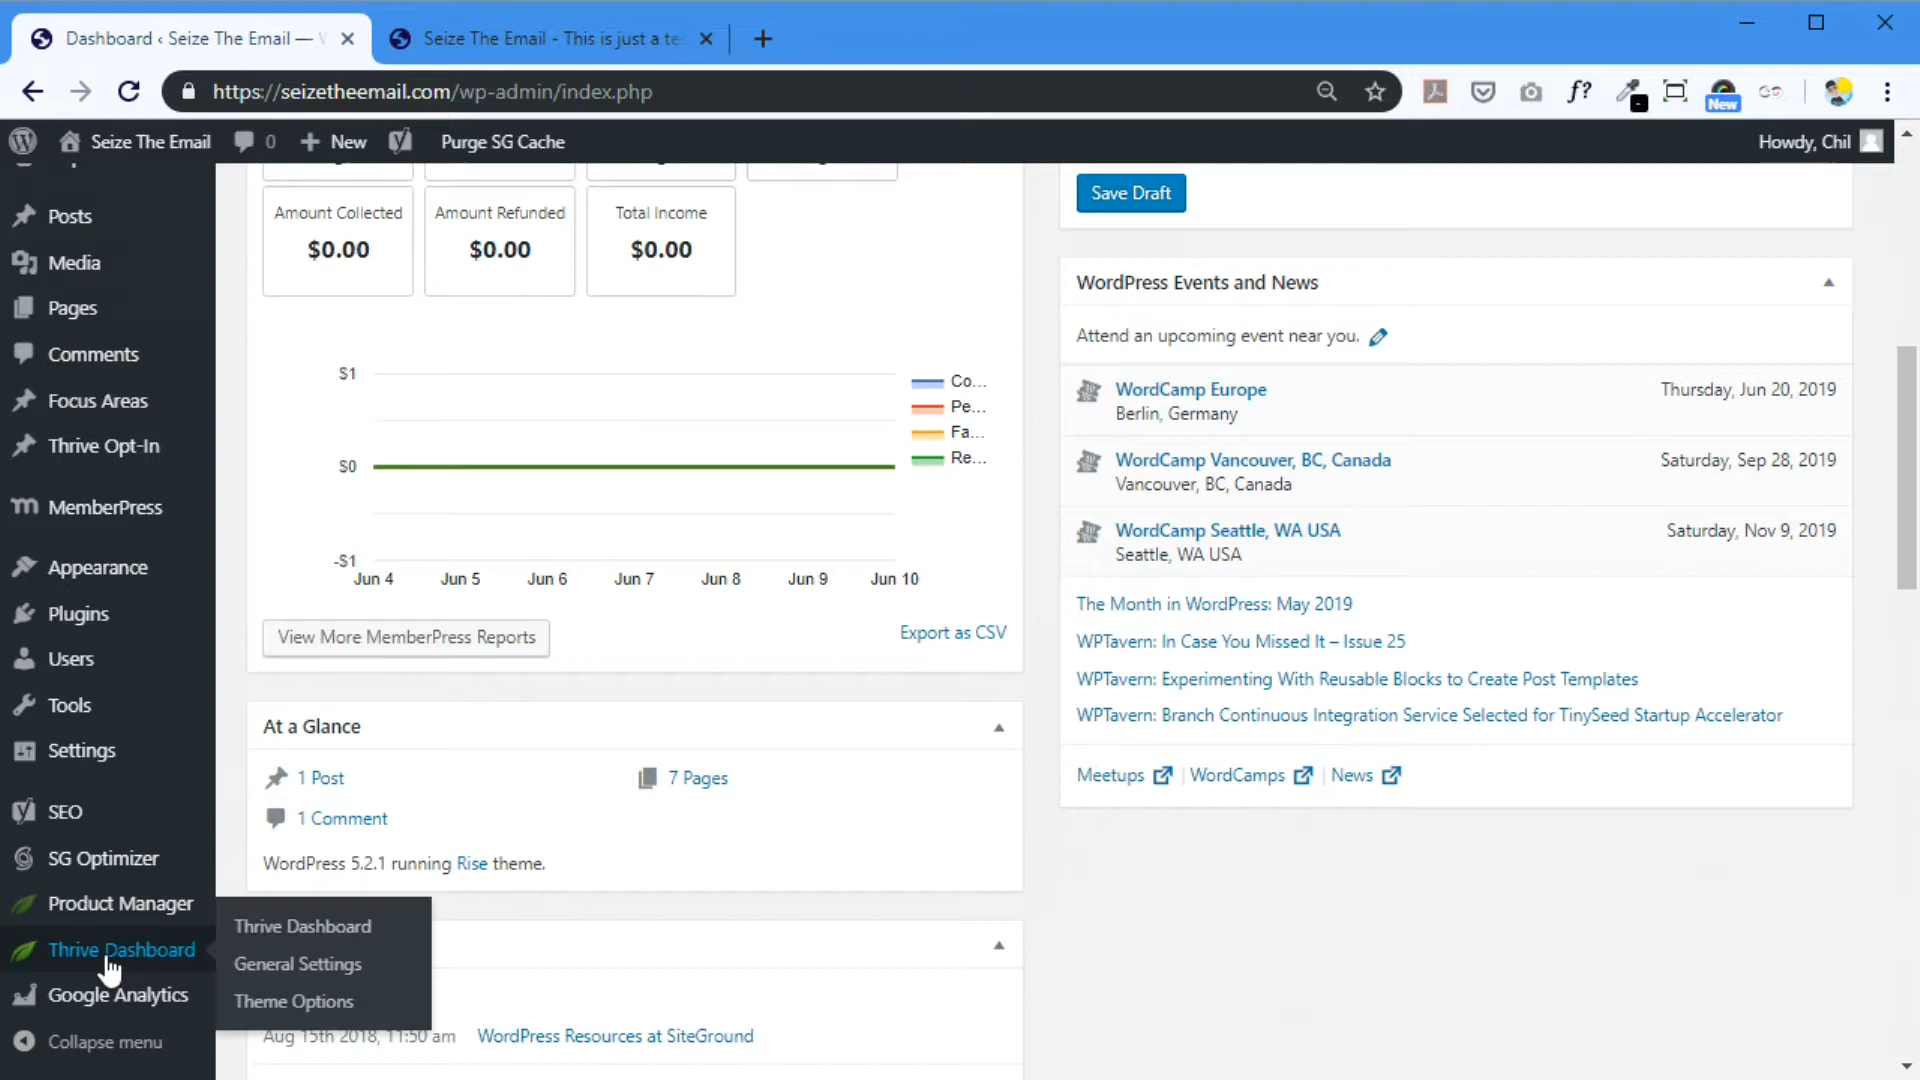 Dashboard ‹ Seize The Email —
Seize The Email - This is just a te
https://seizetheemail.com/wp-admin/index.php
f?
New
Seize The Email
0
New
Purge SG Cache
Howdy, Chil
Posts
Media
Pages
Comments
Focus Areas
Thrive Opt-In
MemberPress
Appearance
Plugins
Users
Tools
Settings
SEO
SG Optimizer
Product Manager
Thrive Dashboard
Google Analytics
Collapse menu
Thrive Dashboard
General Settings
Theme Options
Amount Collected
$0.00
Amount Refunded
$0.00
Total Income
$0.00
$1
$0
-$1
Jun 4 Jun 5 Jun 6 Jun 7 Jun 8 Jun 9 Jun 10
Co...
Pe...
Fa...
Re...
View More MemberPress Reports
Export as CSV
At a Glance
1 Post
7 Pages
1 Comment
WordPress 5.2.1 running Rise theme.
Aug 15th 2018, 11:50 am WordPress Resources at SiteGround
Save Draft
WordPress Events and News
Attend an upcoming event near you.
WordCamp Europe Thursday, Jun 20, 2019
Berlin, Germany
WordCamp Vancouver, BC, Canada Saturday, Sep 28, 2019
Vancouver, BC, Canada
WordCamp Seattle, WA USA Saturday, Nov 9, 2019
Seattle, WA USA
The Month in WordPress: May 2019
WPTavern: In Case You Missed It – Issue 25
WPTavern: Experimenting With Reusable Blocks to Create Post Templates
WPTavern: Branch Continuous Integration Service Selected for TinySeed Startup Accelerator
Meetups | WordCamps | News